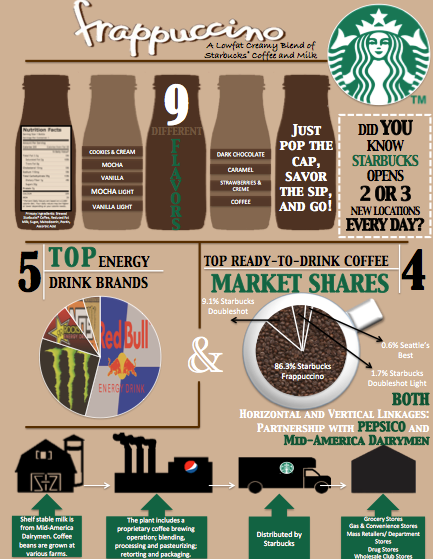 frappuccino
A Lowfat Creamy Blend of
Starbucks' Coffee and Milk
TM
Nutrition Facts
9
DIFFERENT
FLAVORS
COOKIES & CREAM
MOCHA
VANILLA
MOCHA LIGHT
VANILLA LIGHT
DARK CHOCOLATE
CARAMEL
STRAWBERRIES &
CREME
COFFEE
JUST
POP THE
CAP,
SAVOR
THE SIP,
AND GO!
DID YOU
KNOW
STARBUCKS
OPENS
2 OR 3
NEW LOCATIONS
EVERY DAY?
5 TOP ENERGY
DRINK BRANDS
Red Bull
ENERGY DRINK
&
TOP READY-TO-DRINK COFFEE
MARKET SHARES
4
9.1% Starbucks
Doubleshot
0.6% Seattle's
Best
1.7% Starbucks
Doubleshot Light
86.3% Starbucks
Frappuccino
BOTH
HORIZONTAL AND VERTICAL LINKAGES:
PARTNERSHIP WITH PEPSICO AND
MID-AMERICA DAIRYMEN
Shelf stable milk is
from Mid-America
Dairymen. Coffee
beans are grown at
various farms.
The plant includes a
proprietary coffee brewing
operation; blending,
processing and pasteurizing;
retorting and packaging.
Distributed by
Starbucks
Grocery Stores
Gas & Convenience Stores
Mass Retailer/ Department
Stores
Drug Stores
Wholesale Club Stores